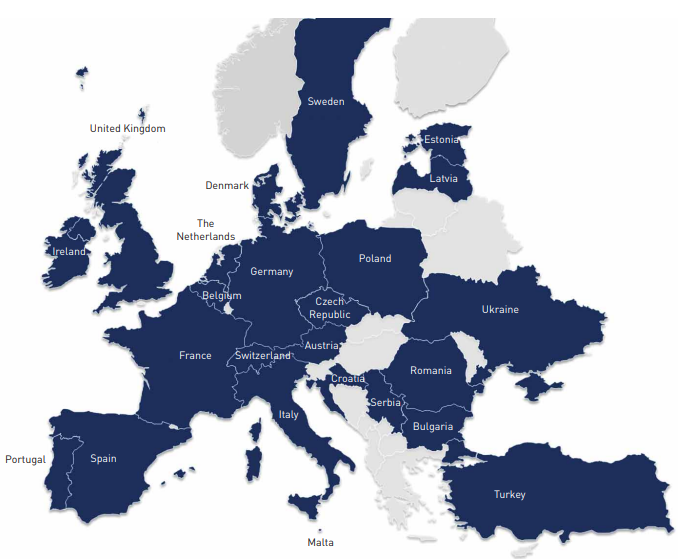 Sweden
United Kingdom
Estonia
Latvia
Denmark
The
Netherlands
Ireland
Poland
Germany
Belgium
Czech
Republic
Ukraine
Austria
France
Switzerland
Romania
Croatia
Serbia
Italy
Bulgaria
Portugal
Spain
Turkey
Malta